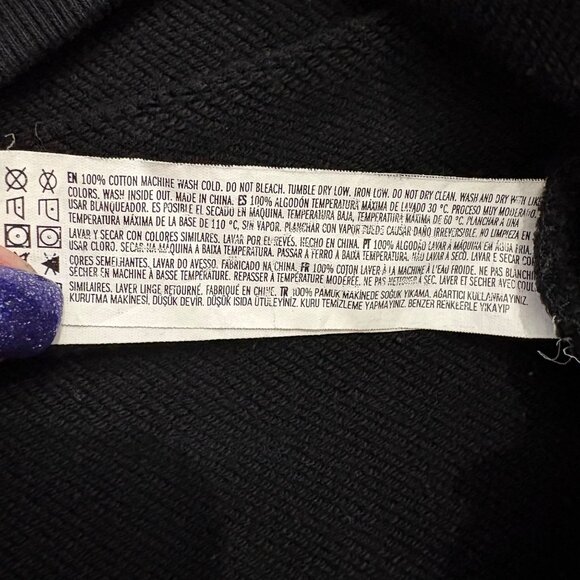 EN 100% COTTON MACHINE WASH COLD. DO NOT BLEACH. TUMBLE DRY LOW. IRON LOW. DO NOT DRY CLEAN. WASH AND DRY WITH LIKE
COLORS. WASH INSIDE OUT. MADE IN CHINA. ES 100% ALGODÓN TEMPERATURA MÁXIMA DE LAVADO 30 °C. PROCESO MUY MODERADO.
USAR BLANQUEADOR. ES POSIBLE EL SECADO EN MÁQUINA, TEMPERATURA BAJA, TEMPERATURA MÁXIMA DE 60 °C. PLANCHAR A UNA
TEMPERATURA MÁXIMA DE LA BASE DE 110 °C, SIN VAPOR. PLANCHAR CON VAPOR PUEDE CAUSAR DAÑO IRREVERSIBLE. NO LIMPIEZA EN
LAVAR Y SECAR CON COLORES SIMILARES. LAVAR POR EL REVÉS. HECHO EN CHINA. PT 100% ALGODÃO LAVAR À MÁQUINA EM ÁGUA FRIA.
USAR CLORO. SECAR NA MÁQUINA A BAIXA TEMPERATURA. PASSAR A FERRO A BAIXA TEMPERATURA. NÃO LAVAR A SECO. LAVAR E SECAR COM
CORES SEMELHANTES. LAVAR DO AVESSO. FABRICADO NA CHINA. FR 100% COTON LAVER À LA MACHINE À L'EAU FROIDE. NE PAS BLANCHIR
SÉCHER EN MACHINE À BASSE TEMPÉRATURE. REPASSER À TEMPÉRATURE MODÉRÉE. NE PAS NETTOYER À SEC. LAVER ET SÉCHER AVEC COUL
SIMILAIRES. LAVER LINGE RETOURNÉ. FABRIQUÉ EN CHINE. TR 100% PAMUK MAKİNEDE SOĞUK YIKAMA. AĞARTICI KULLANMAYINIZ.
KURUTMA MAKİNESİ, DÜŞÜK DEVİR. DÜŞÜK ISIDA ÜTÜLEYİNİZ. KURU TEMİZLEME YAPMAYINIZ. BENZER RENKLERLE YIKAYIP